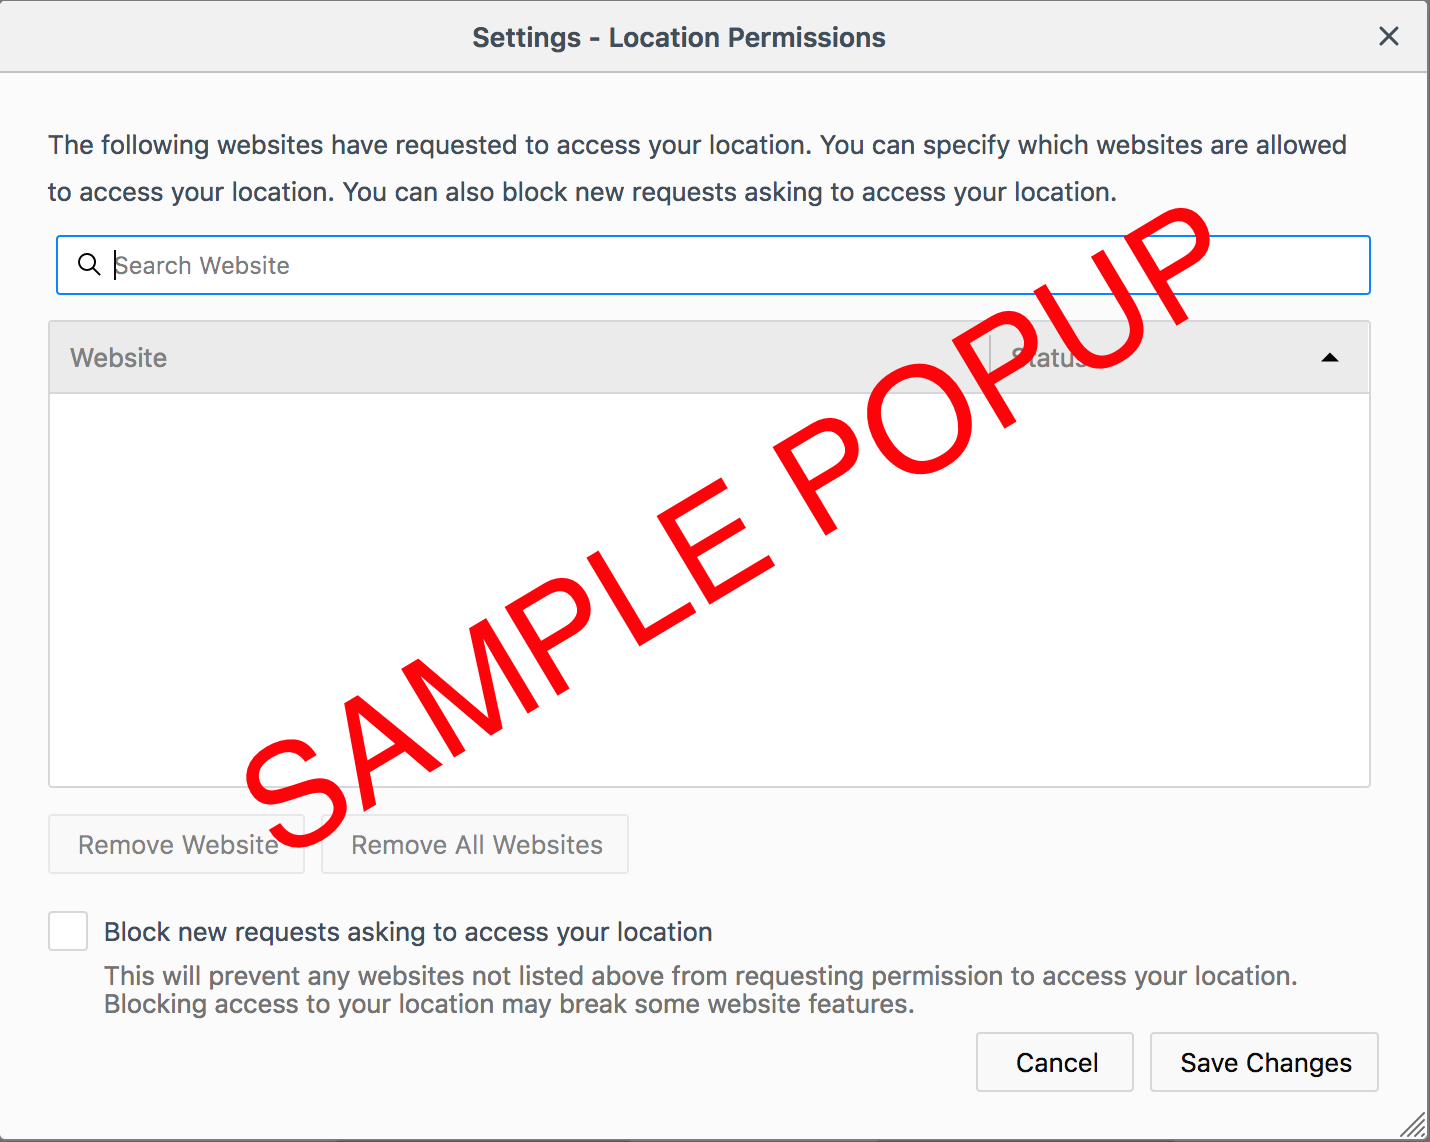 Settings - Location Permissions
The following websites have requested to access your location. You can specify which websites are allowed
to access your location. You can also block new requests asking to access your location.
Search Website
Website Status
SAMPLE POPUP
Remove Website Remove All Websites
Block new requests asking to access your location
This will prevent any websites not listed above from requesting permission to access your location.
Blocking access to your location may break some website features.
Cancel Save Changes